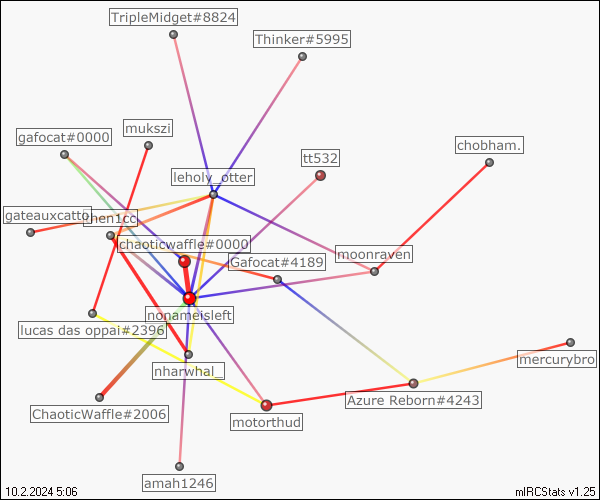 TripleMidget#8824
Thinker#5995
mukszi
gafocat#0000
chobham.
tt532
leholy_otter
gateauxcatto
hen1cc
chaoticwaffle#0000
moonraven
Gafocat#4189
nonameisleft
lucas das oppai#2396
mercurybro
nharwhal_
Azure Reborn#4243
ChaoticWaffle#2006
motorthud
amah1246
10.2.2024 5:06
mIRCStats v1.25